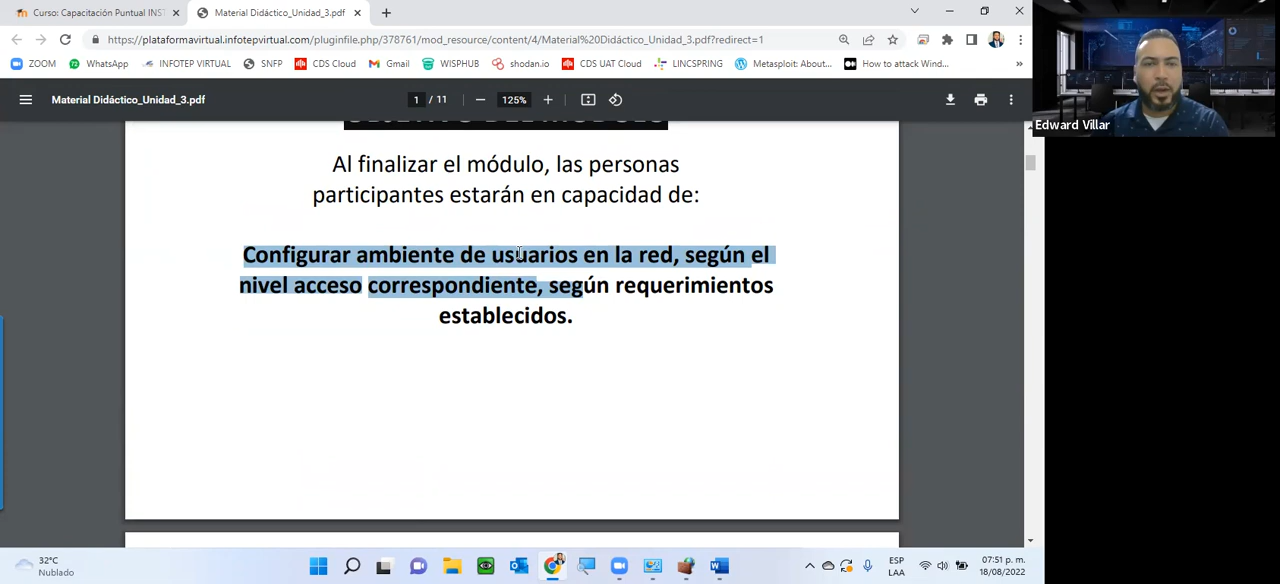 Curso: Capacitación Puntual INST
Material Didáctico_Unidad_3.pdf
https://plataformavirtual.infotepvirtual.com/pluginfile.php/378761/mod_resource/content/4/Material%20Didáctico_Unidad_3.pdf?redirect=1
ZOOM WhatsApp INFOTEP VIRTUAL SNFP CDS Cloud Gmail WISPHUB shodan.io CDS UAT Cloud LINCSPRING Metasploit: About... How to attack Wind... »
Edward Villar
Material Didáctico_Unidad_3.pdf 1 / 11 125%
Al finalizar el módulo, las personas
participantes estarán en capacidad de:
Configurar ambiente de usuarios en la red, según el
nivel acceso correspondiente, según requerimientos
establecidos.
32°C
Nublado
ESP
LAA
07:51 p. m.
18/08/2022